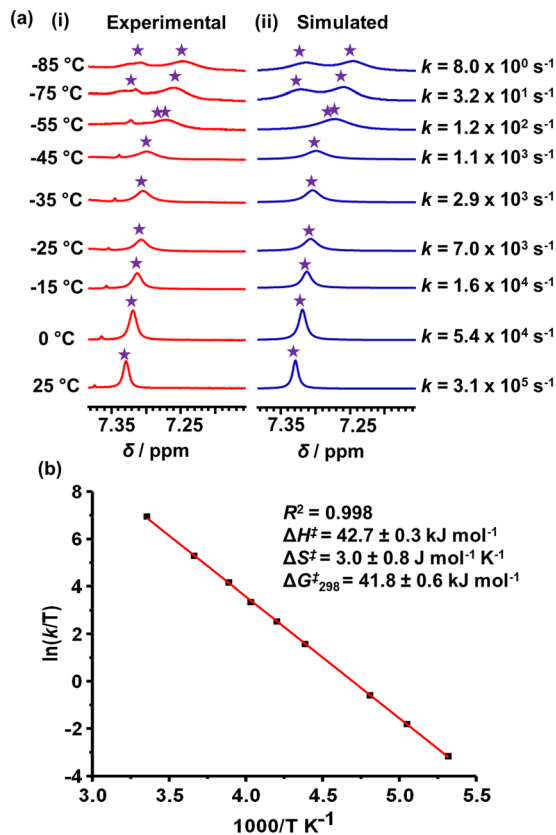 (a) (i) Experimental (ii) Simulated
-85 °C k = 8.0 x 10⁰ s⁻¹
-75 °C k = 3.2 x 10¹ s⁻¹
-55 °C k = 1.2 x 10² s⁻¹
-45 °C k = 1.1 x 10³ s⁻¹
-35 °C k = 2.9 x 10³ s⁻¹
-25 °C k = 7.0 x 10³ s⁻¹
-15 °C k = 1.6 x 10⁴ s⁻¹
0 °C k = 5.4 x 10⁴ s⁻¹
25 °C k = 3.1 x 10⁵ s⁻¹
7.35 7.25 7.35 7.25
δ / ppm δ / ppm
(b)
R² = 0.998
ΔH‡ = 42.7 ± 0.3 kJ mol⁻¹
ΔS‡ = 3.0 ± 0.8 J mol⁻¹ K⁻¹
ΔG‡₂₉₈ = 41.8 ± 0.6 kJ mol⁻¹
ln(k/T)
8
6
4
2
0
-2
-4
3.0 3.5 4.0 4.5 5.0 5.5
1000/T K⁻¹